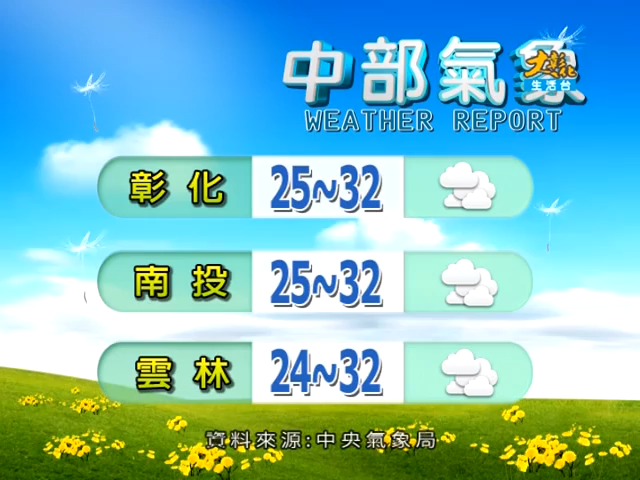 中部氣象
大彰化
生活台
WEATHER REPORT
彰化 25~32
南投 25~32
雲林 24~32
資料來源:中央氣象局